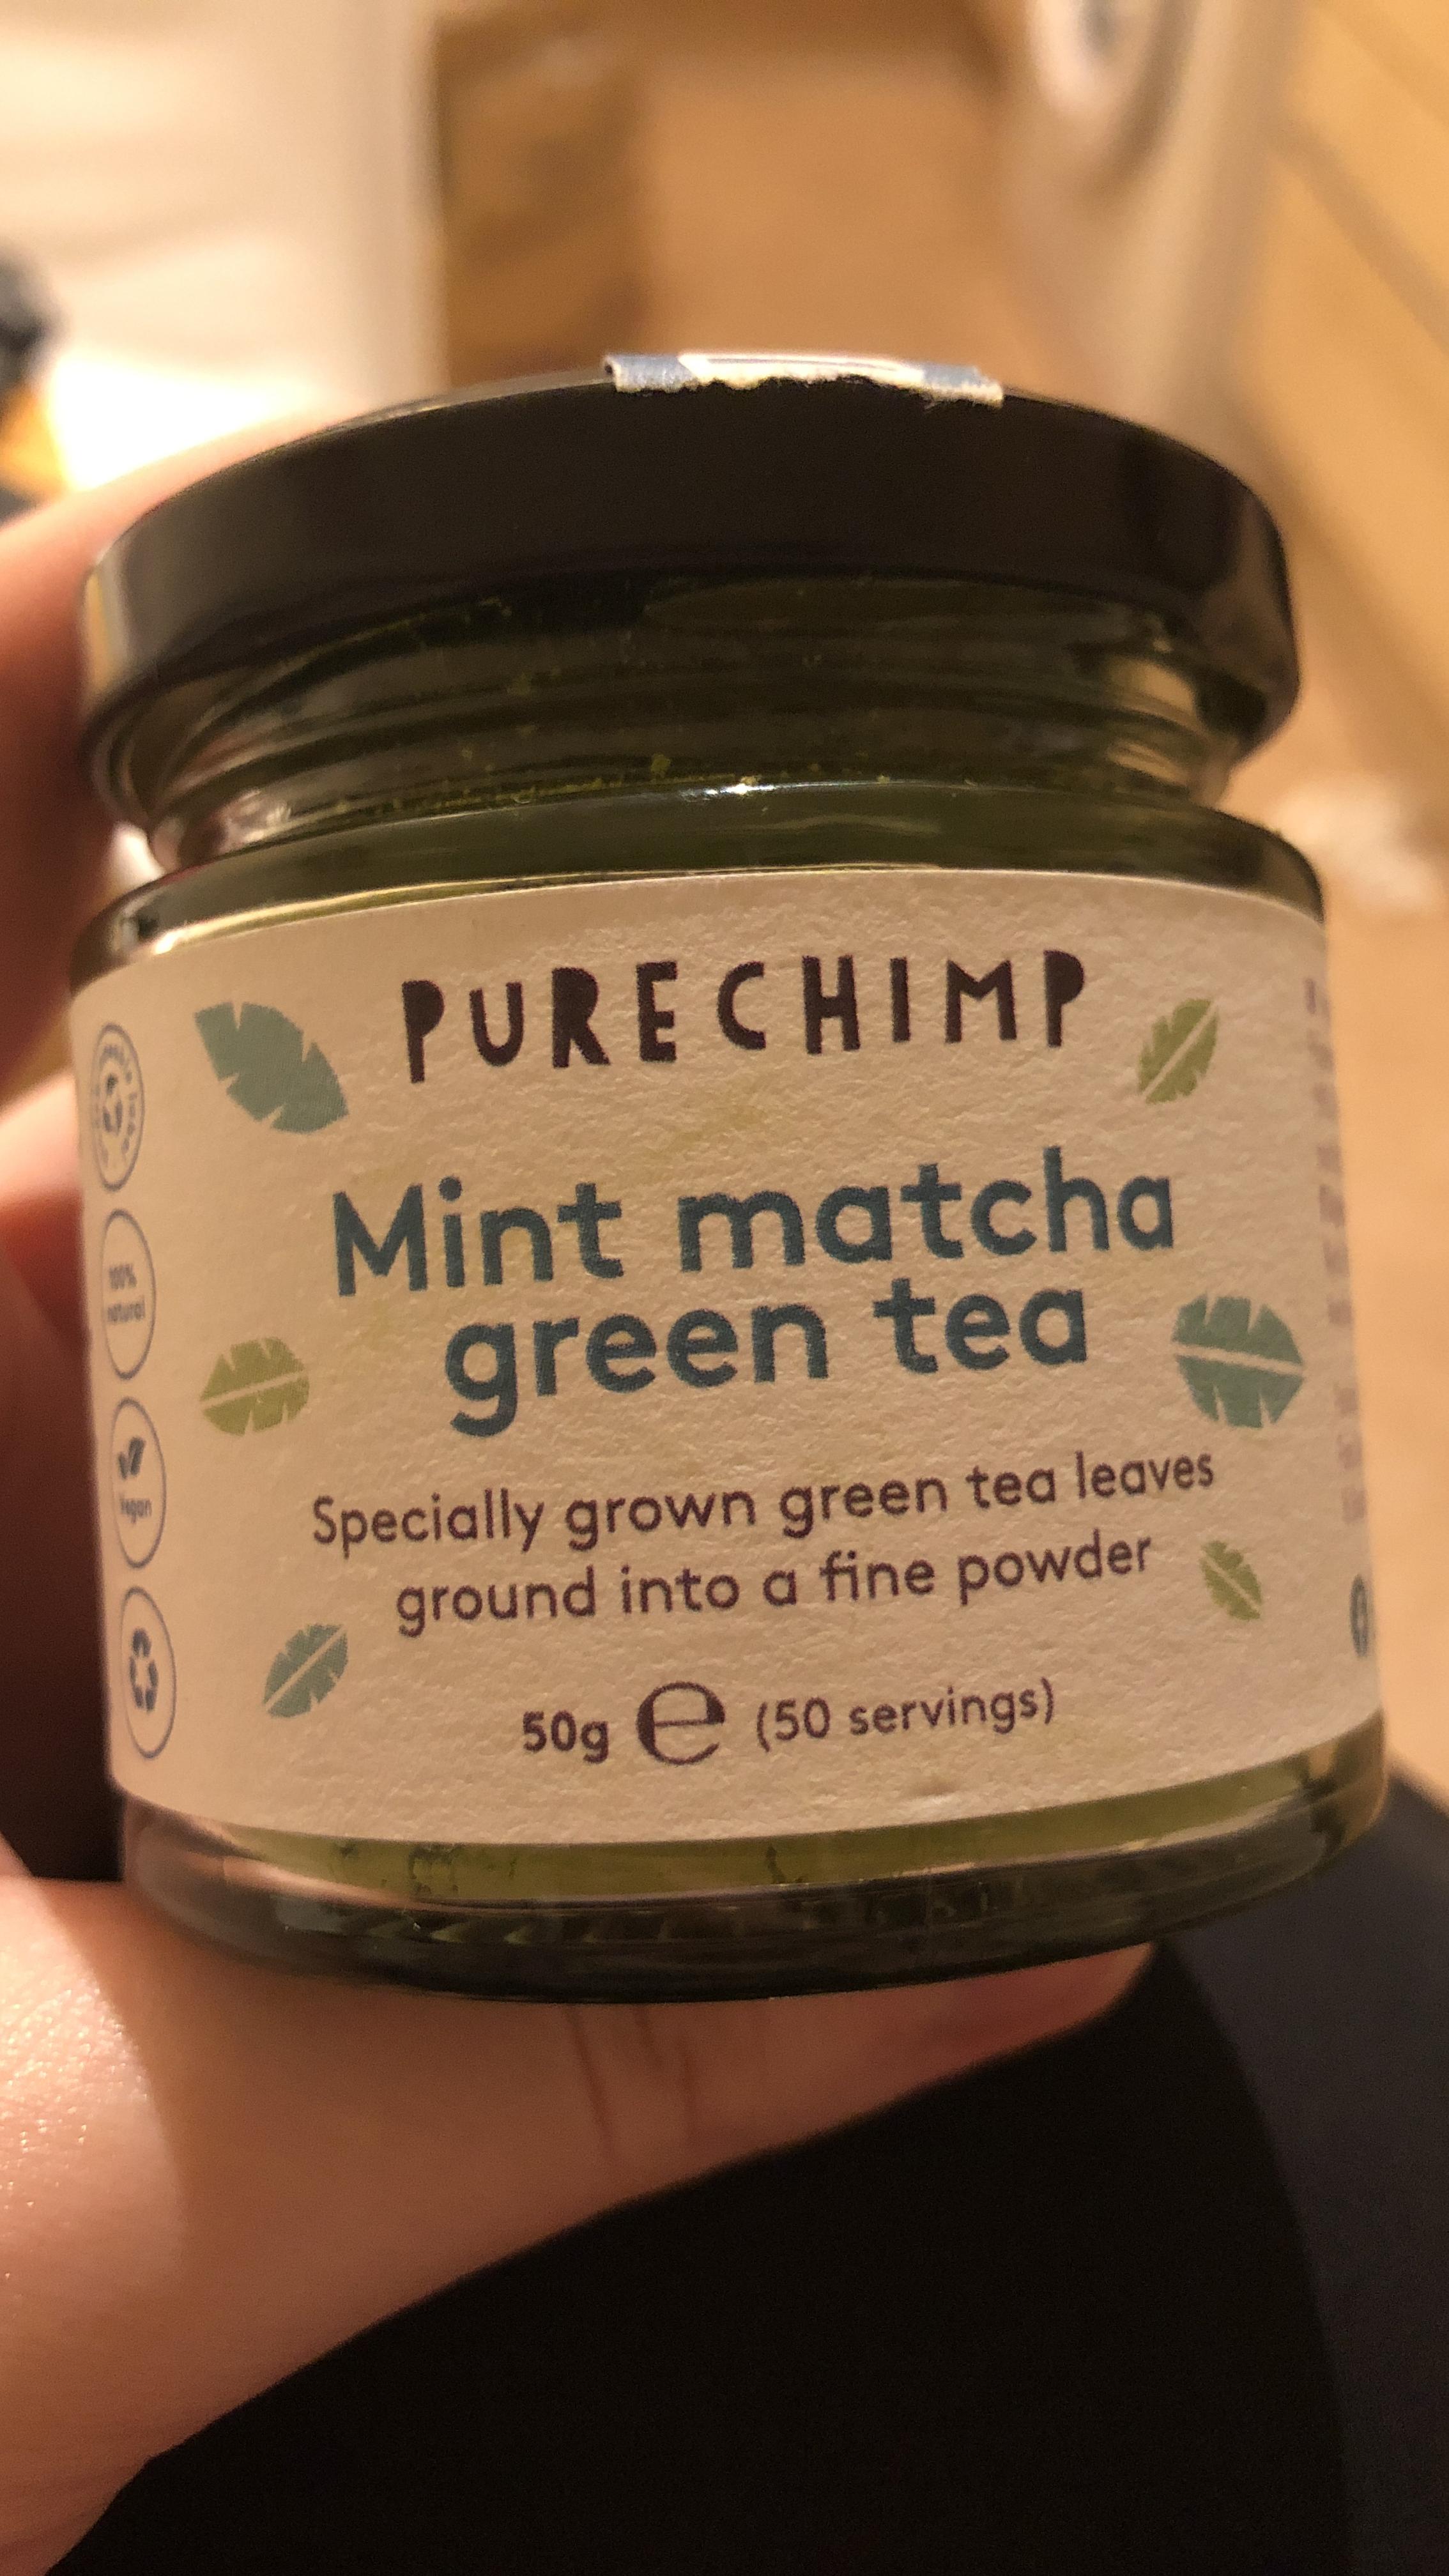 PURECHIMP
Mint matcha
green tea
Specially grown green tea leaves
ground into a fine powder
50g ℮ (50 servings)
100%
natural
Vegan